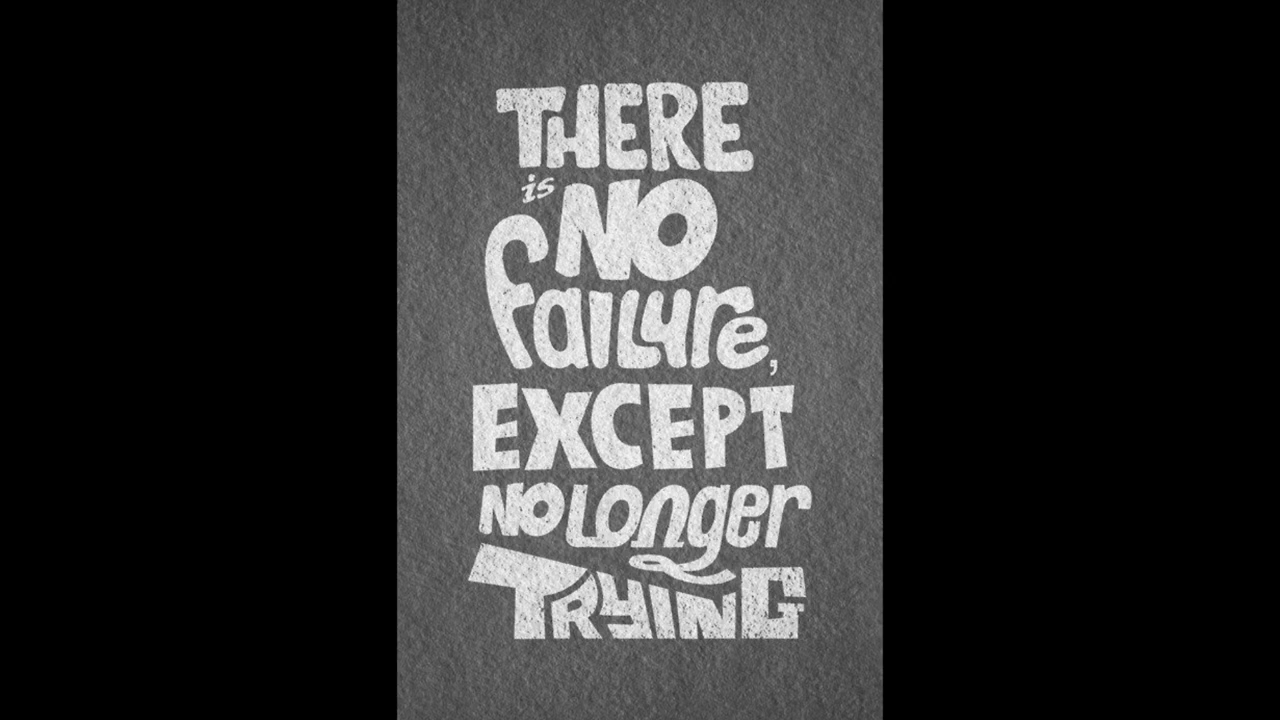 THERE
is NO
failure,
EXCEPT
NO LONGER
TRYING